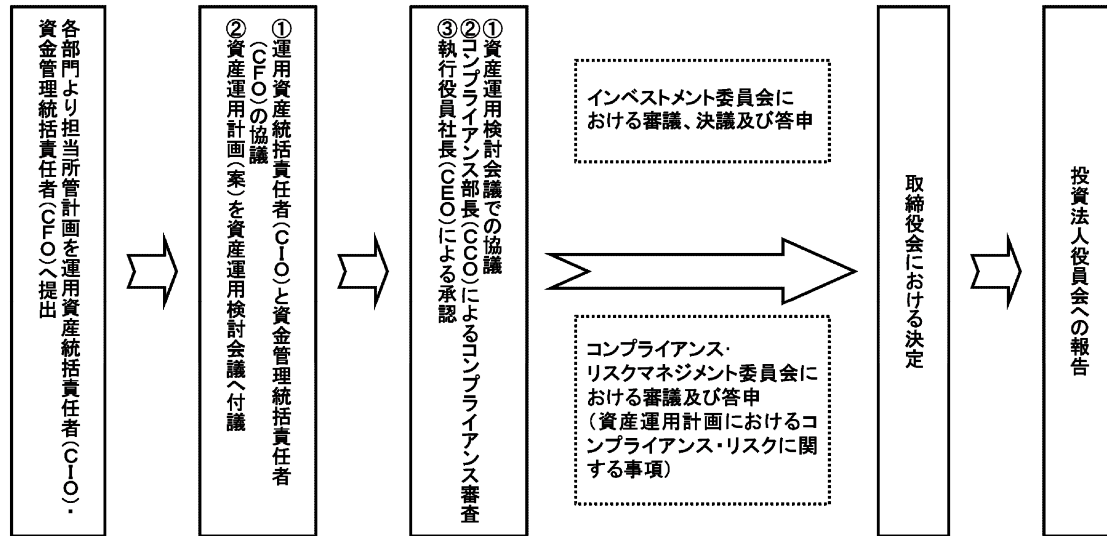 各部門より担当所管計画を運用資産統括責任者(CIO)・
資金管理統括責任者(CFO)へ提出
①運用資産統括責任者(CIO)と資金管理統括責任者
(CFO)の協議
②資産運用計画(案)を資産運用検討会議へ付議
①資産運用検討会議での協議
②コンプライアンス部長(CCO)によるコンプライアンス審査
③執行役員社長(CEO)による承認
インベストメント委員会に
おける審議、決議及び答申
コンプライアンス・
リスクマネジメント委員会に
おける審議及び答申
(資産運用計画におけるコ
ンプライアンス・リスクに関
する事項)
取締役会における決定
投資法人役員会への報告